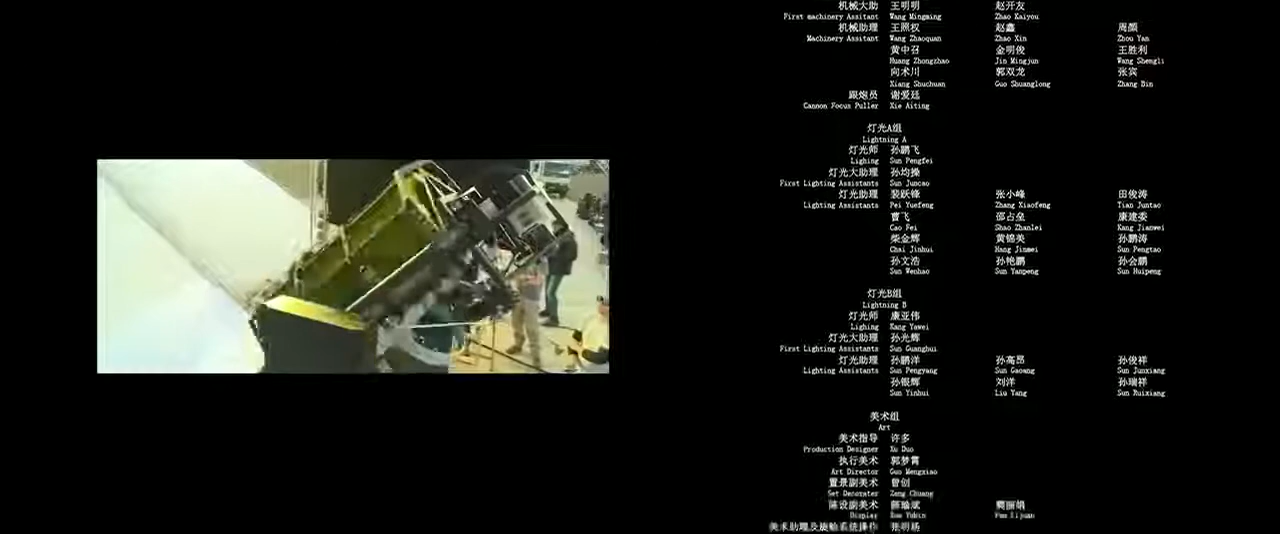 机械大助 王明明 赵开友
First machinery Assitant Wang Mingming Zhao Kaiyou
机械助理 王照权 赵鑫 周颜
Machinery Assitant Wang Zhaoquan Zhao Xin Zhou Yan
黄中召 金明俊 王胜利
Huang Zhongzhao Jin Mingjun Wang Shengli
向术川 郭双龙 张宾
Xiang Shuchuan Guo Shuanglong Zhang Bin
跟炮员 谢爱廷
Cannon Focus Puller Xie Aiting
灯光A组
Lightning A
灯光师 孙鹏飞
Lighing Sun Pengfei
灯光大助理 孙均操
First Lighting Assistants Sun Juncao
灯光助理 裴跃锋 张小峰 田俊涛
Lighting Assistants Pei Yuefeng Zhang Xiaofeng Tian Juntao
曹飞 邵占垒 康建委
Cao Fei Shao Zhanlei Kang Jianwei
柴金辉 黄锦美 孙鹏涛
Chai Jinhui Hang Jinmei Sun Pengtao
孙文浩 孙艳鹏 孙会鹏
Sun Wenhao Sun Yanpeng Sun Huipeng
灯光B组
Lightning B
灯光师 康亚伟
Lighing Kang Yawei
灯光大助理 孙光辉
First Lighting Assistants Sun Guanghui
灯光助理 孙鹏洋 孙高昂 孙俊祥
Lighting Assistants Sun Pengyang Sun Gaoang Sun Junxiang
孙银辉 刘洋 孙瑞祥
Sun Yinhui Liu Yang Sun Ruixiang
美术组
Art
美术指导 许多
Production Designer Xu Duo
执行美术 郭梦霄
Art Director Guo Mengxiao
置景副美术 曾创
Set Decorater Zeng Chuang
陈设副美术
Display